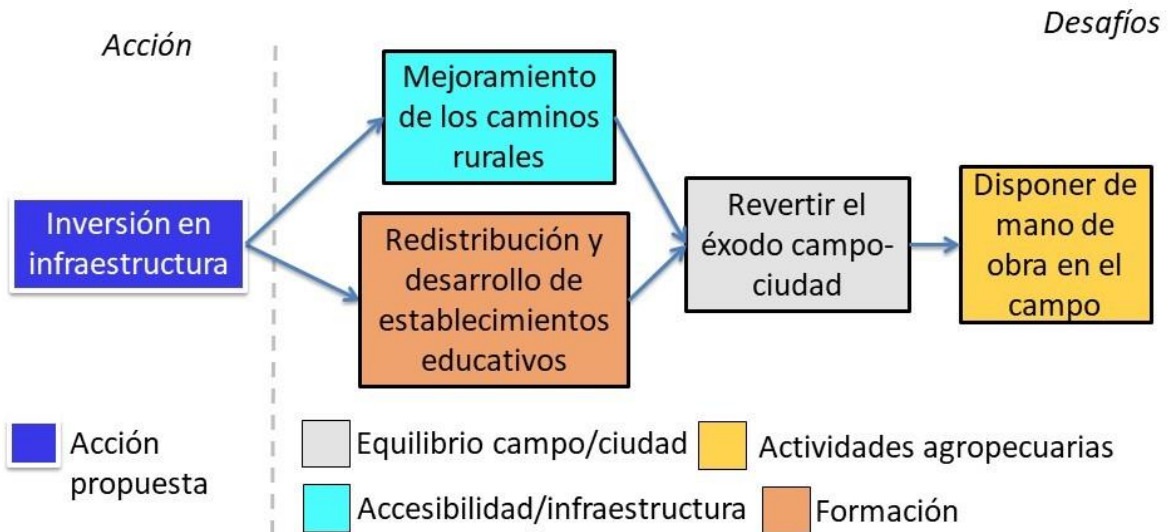 Acción
Desafíos
Inversión en
infraestructura
Mejoramiento
de los caminos
rurales
Redistribución y
desarrollo de
establecimientos
educativos
Revertir el
éxodo campo-
ciudad
Disponer de
mano de
obra en el
campo
Acción
propuesta
Equilibrio campo/ciudad
Actividades agropecuarias
Accesibilidad/infraestructura
Formación